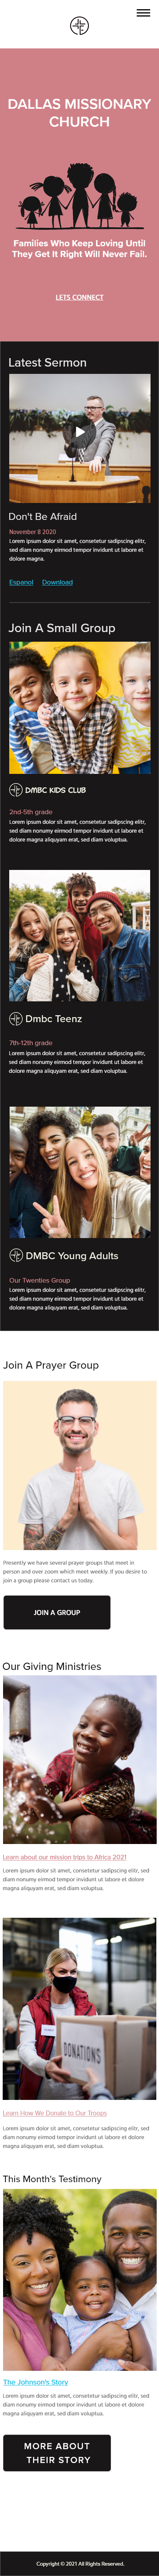 DALLAS MISSIONARY
CHURCH
Families Who Keep Loving Until
They Get It Right Will Never Fail.
LETS CONNECT
Latest Sermon
Don't Be Afraid
November 8 2020
Lorem ipsum dolor sit amet, consetetur sadipscing elitr,
sed diam nonumy eirmod tempor invidunt ut labore et
dolore magna.
Espanol Download
Join A Small Group
DMBC KIDS CLUB
2nd-5th grade
Lorem ipsum dolor sit amet, consetetur sadipscing elitr,
sed diam nonumy eirmod tempor invidunt ut labore et
dolore magna aliquyam erat, sed diam voluptua.
Dmbc Teenz
7th-12th grade
Lorem ipsum dolor sit amet, consetetur sadipscing elitr,
sed diam nonumy eirmod tempor invidunt ut labore et
dolore magna aliquyam erat, sed diam voluptua.
DMBC Young Adults
Our Twenties Group
Lorem ipsum dolor sit amet, consetetur sadipscing elitr,
sed diam nonumy eirmod tempor invidunt ut labore et
dolore magna aliquyam erat, sed diam voluptua.
Join A Prayer Group
Presently we have several prayer groups that meet in
person and over zoom which meet weekly. If you desire to
join a group please contact us today.
JOIN A GROUP
Our Giving Ministries
Learn about our mission trips to Africa 2021
Lorem ipsum dolor sit amet, consetetur sadipscing elitr, sed
diam nonumy eirmod tempor invidunt ut labore et dolore
magna aliquyam erat, sed diam voluptua.
DONATIONS
Learn How We Donate to Our Troops
Lorem ipsum dolor sit amet, consetetur sadipscing elitr, sed
diam nonumy eirmod tempor invidunt ut labore et dolore
magna aliquyam erat, sed diam voluptua.
This Month's Testimony
The Johnson's Story
Lorem ipsum dolor sit amet, consetetur sadipscing elitr, sed
diam nonumy eirmod tempor invidunt ut labore et dolore
magna aliquyam erat, sed diam voluptua.
MORE ABOUT
THEIR STORY
Copyright © 2021 All Rights Reserved.